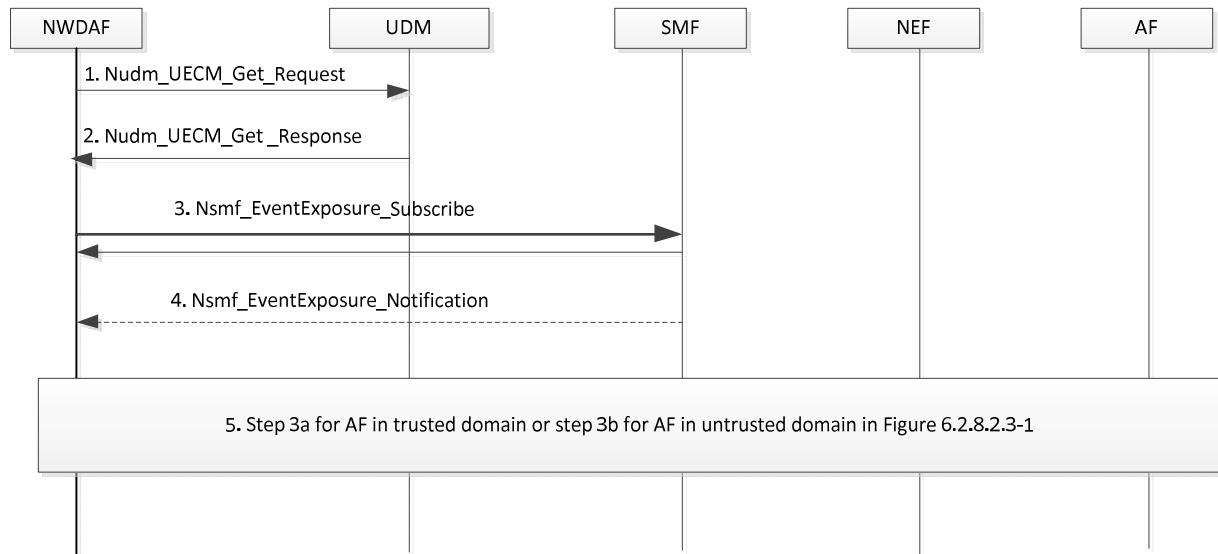 NWDAF
UDM
SMF
NEF
AF
1. Nudm_UECM_Get_Request
2. Nudm_UECM_Get _Response
3. Nsmf_EventExposure_Subscribe
4. Nsmf_EventExposure_Notification
5. Step 3a for AF in trusted domain or step 3b for AF in untrusted domain in Figure 6.2.8.2.3-1